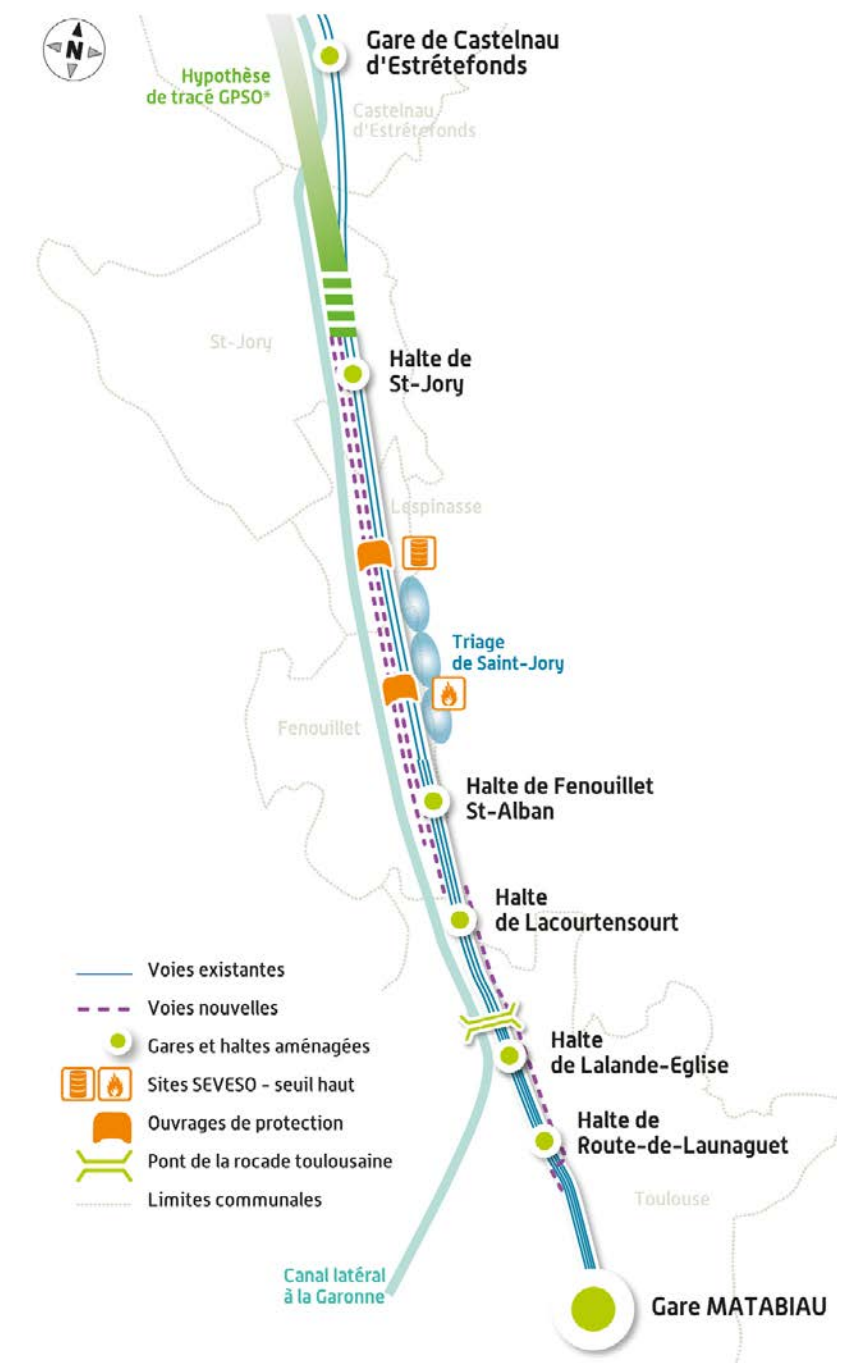 N
Gare de Castelnau
d'Estrétefonds
Hypothèse
de tracé GPSO*
Castelnau
d'Estrétefonds
St-Jory
Halte de
St-Jory
Lespinasse
Triage
de Saint-Jory
Fenouillet
Halte de Fenouillet
St-Alban
Halte
de Lacourtensourt
Voies existantes
Voies nouvelles
Gares et haltes aménagées
Sites SEVESO - seuil haut
Ouvrages de protection
Pont de la rocade toulousaine
Limites communales
Halte
de Lalande-Eglise
Halte de
Route-de-Launaguet
Toulouse
Canal latéral
à la Garonne
Gare MATABIAU